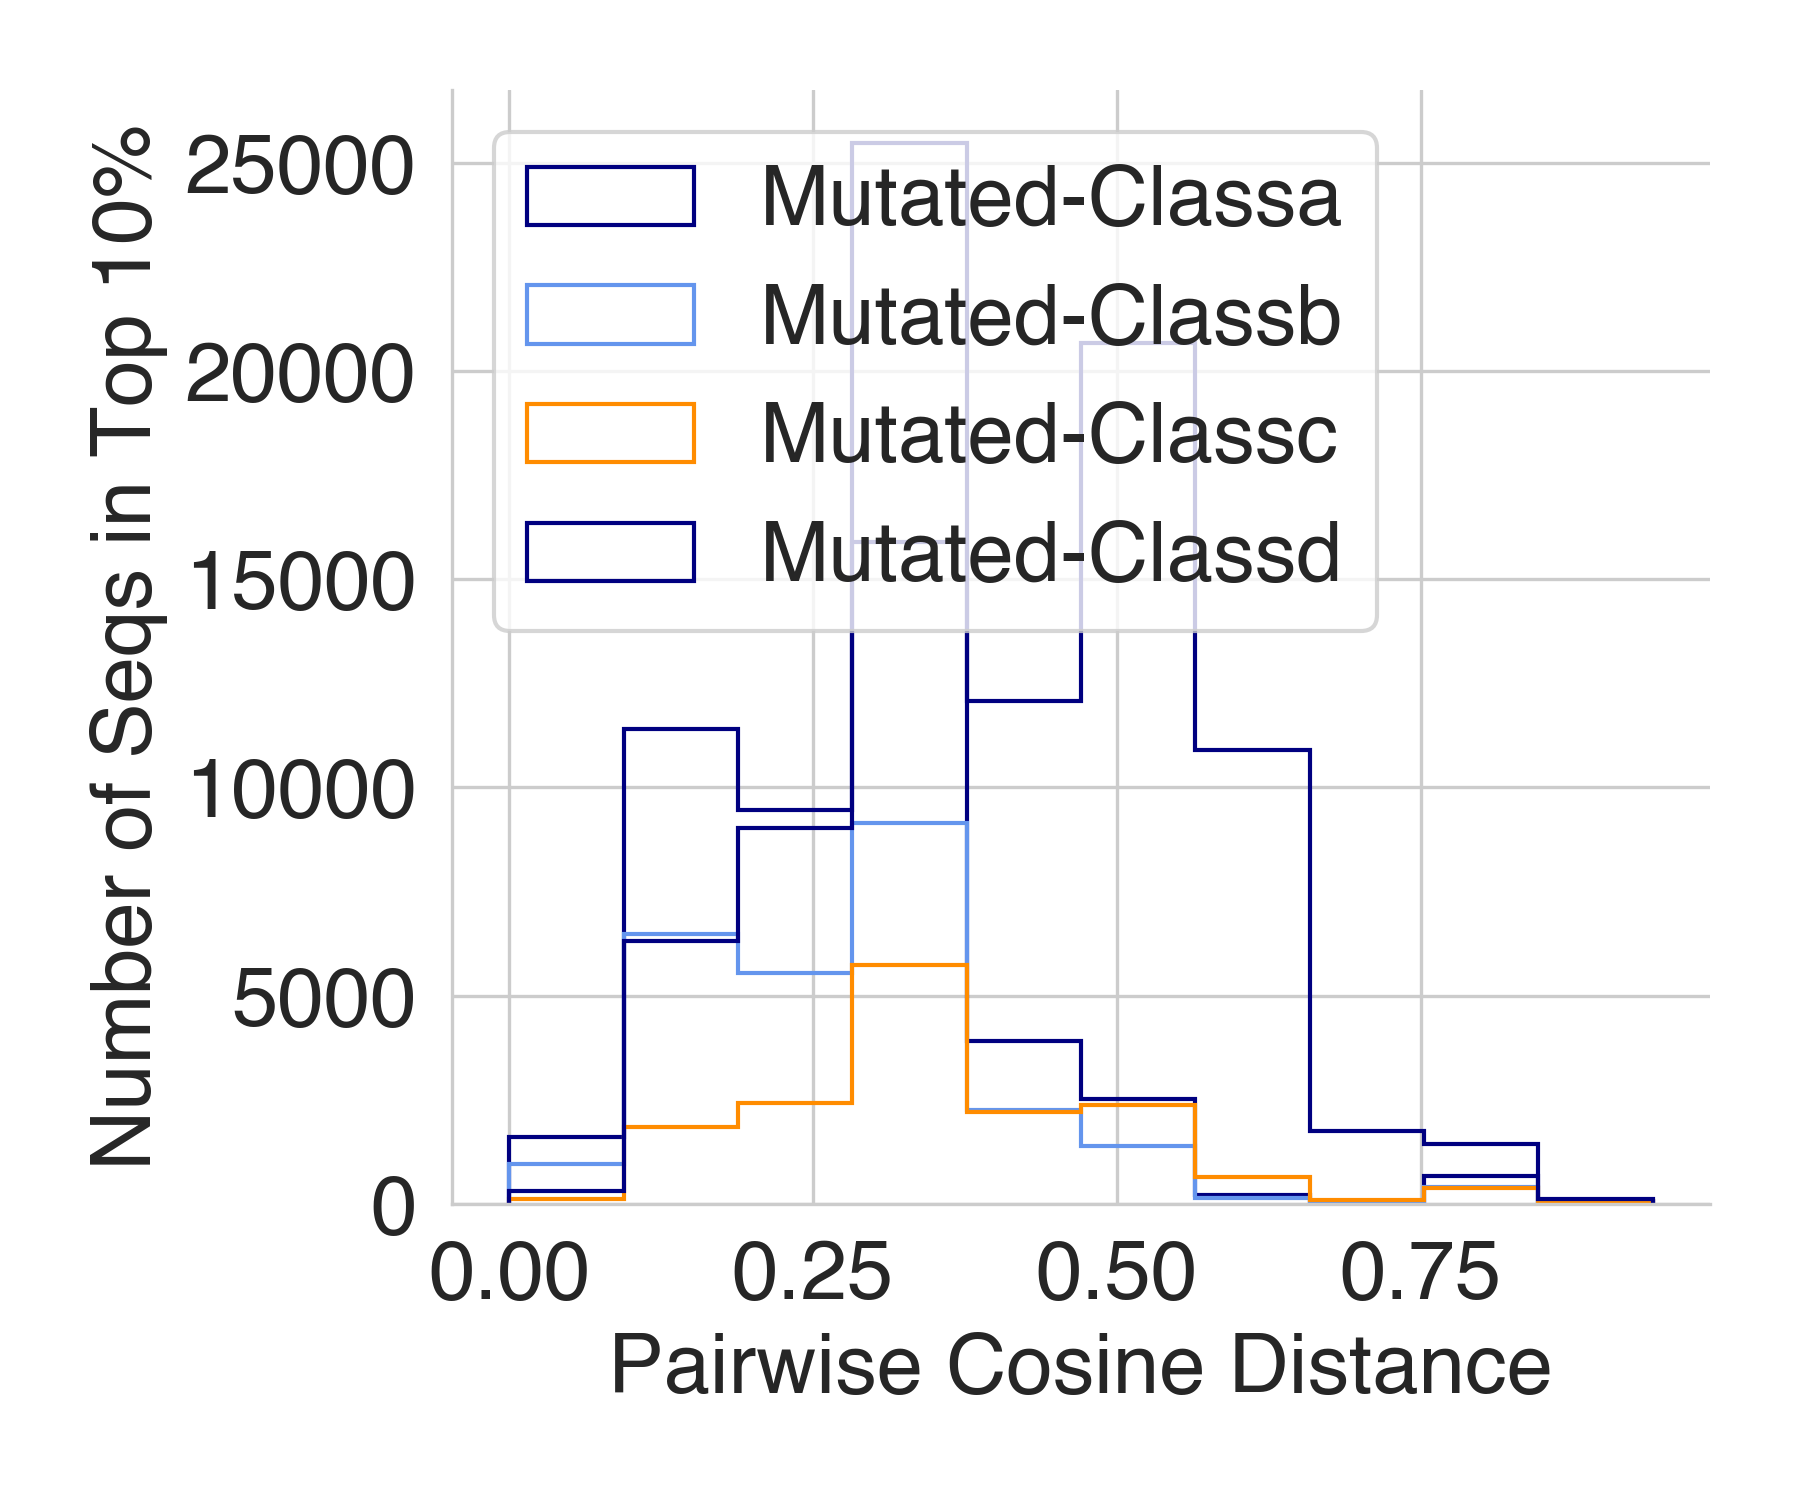 Number of Seqs in Top 10%
25000
20000
15000
10000
5000
0
Mutated-Classa
Mutated-Classb
Mutated-Classc
Mutated-Classd
0.00 0.25 0.50 0.75
Pairwise Cosine Distance